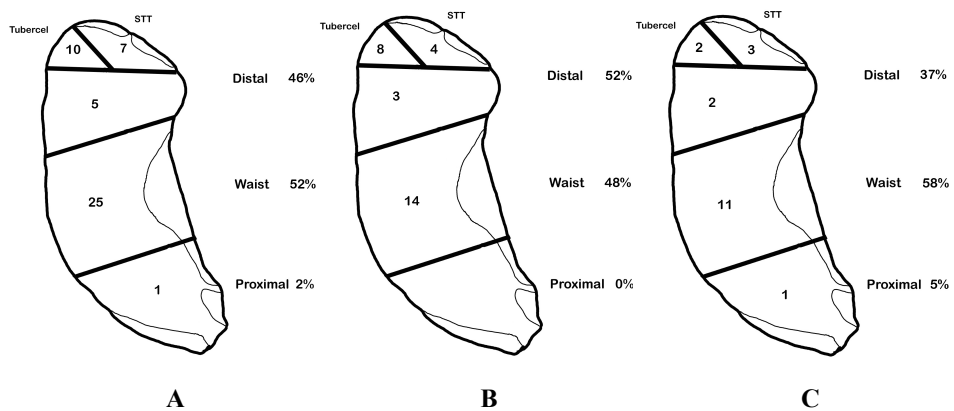 Tubercel
STT
10
7
5
25
1
Distal 46%
Waist 52%
Proximal 2%
A
Tubercel
STT
8
4
3
14
Distal 52%
Waist 48%
Proximal 0%
B
Tubercel
STT
2
3
2
11
1
Distal 37%
Waist 58%
Proximal 5%
C